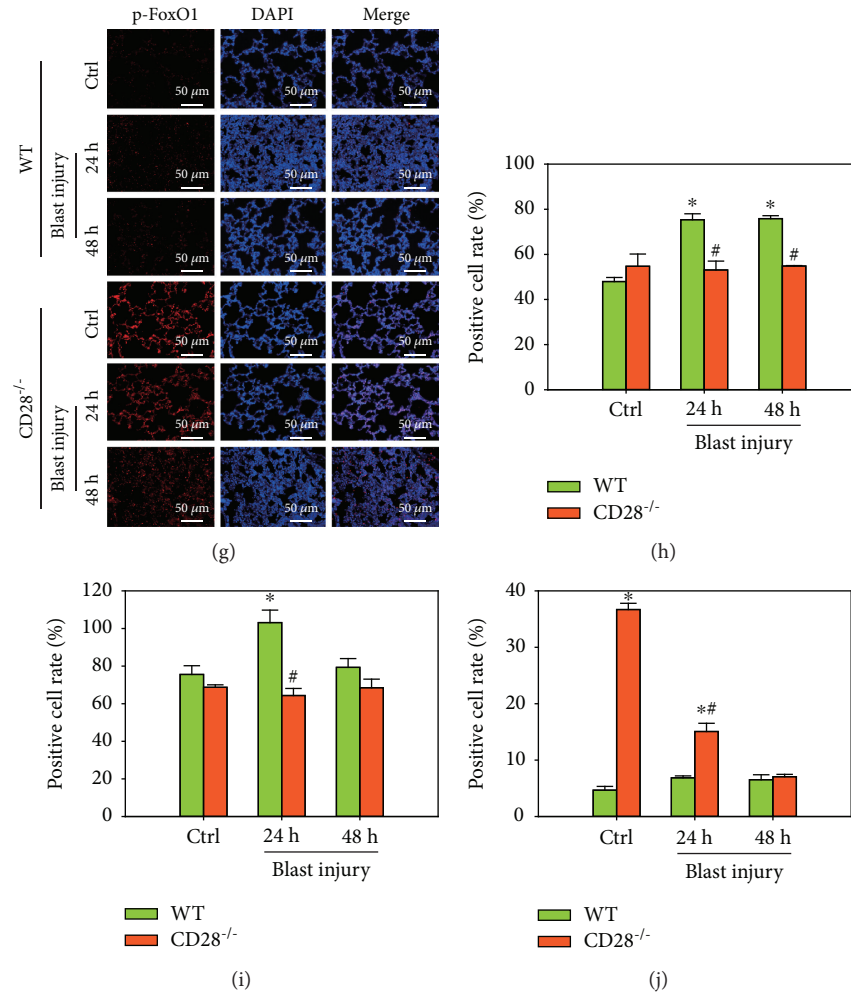 p-FoxO1 DAPI Merge
WT
Blast injury
Ctrl
50 μm 50 μm 50 μm
24 h
50 μm 50 μm 50 μm
48 h
50 μm 50 μm 50 μm
CD28-/-
Blast injury
Ctrl
50 μm 50 μm 50 μm
24 h
50 μm 50 μm 50 μm
48 h
50 μm 50 μm 50 μm
(g)
Positive cell rate (%)
100
80
60
40
20
0
* *
# #
Ctrl 24 h 48 h
Blast injury
WT
CD28-/-
(h)
Positive cell rate (%)
120
100
80
60
40
20
0
*
#
Ctrl 24 h 48 h
Blast injury
WT
CD28-/-
(i)
Positive cell rate (%)
40
30
20
10
0
*
*#
Ctrl 24 h 48 h
Blast injury
WT
CD28-/-
(j)